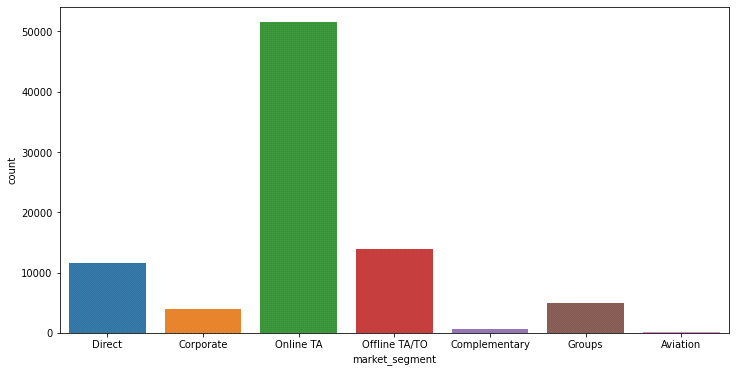 count
50000
40000
30000
20000
10000
0
Direct Corporate Online TA Offline TA/TO Complementary Groups Aviation
market_segment